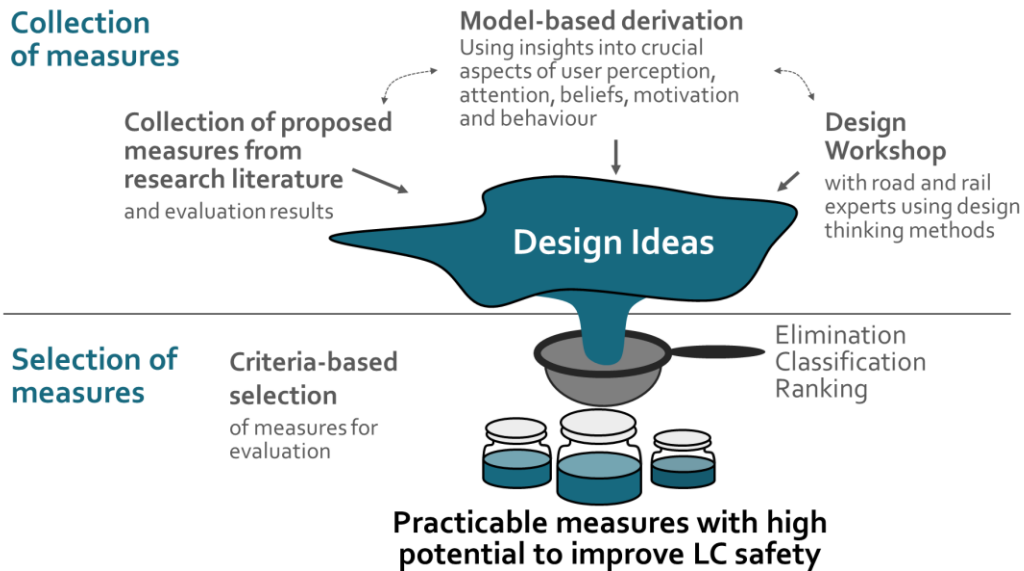 Collection
of measures
Model-based derivation
Using insights into crucial
aspects of user perception,
attention, beliefs, motivation
and behaviour
Collection of proposed
measures from
research literature
and evaluation results
Design
Workshop
with road and rail
experts using design
thinking methods
Design Ideas
Selection of
measures
Criteria-based
selection
of measures for
evaluation
Elimination
Classification
Ranking
Practicable measures with high
potential to improve LC safety